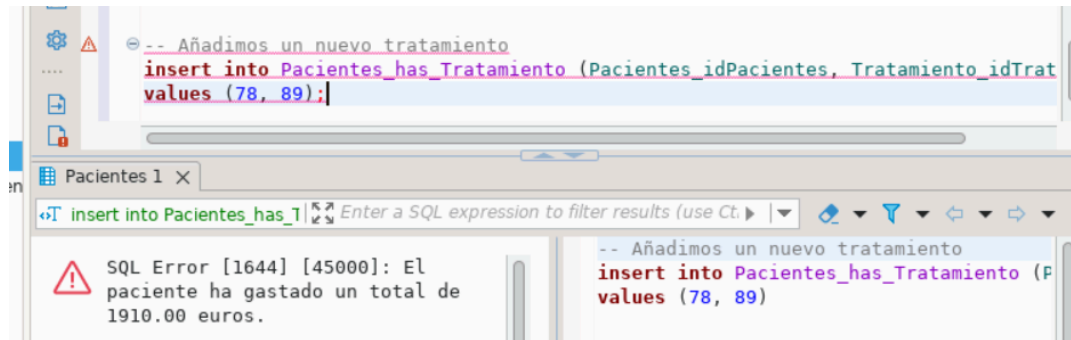 -- Añadimos un nuevo tratamiento
insert into Pacientes_has_Tratamiento (Pacientes_idPacientes, Tratamiento_idTrat
values (78, 89);
en
Pacientes 1
insert into Pacientes_has_T
Enter a SQL expression to filter results (use Ct
SQL Error [1644] [45000]: El
paciente ha gastado un total de
1910.00 euros.
-- Añadimos un nuevo tratamiento
insert into Pacientes_has_Tratamiento (P
values (78, 89)